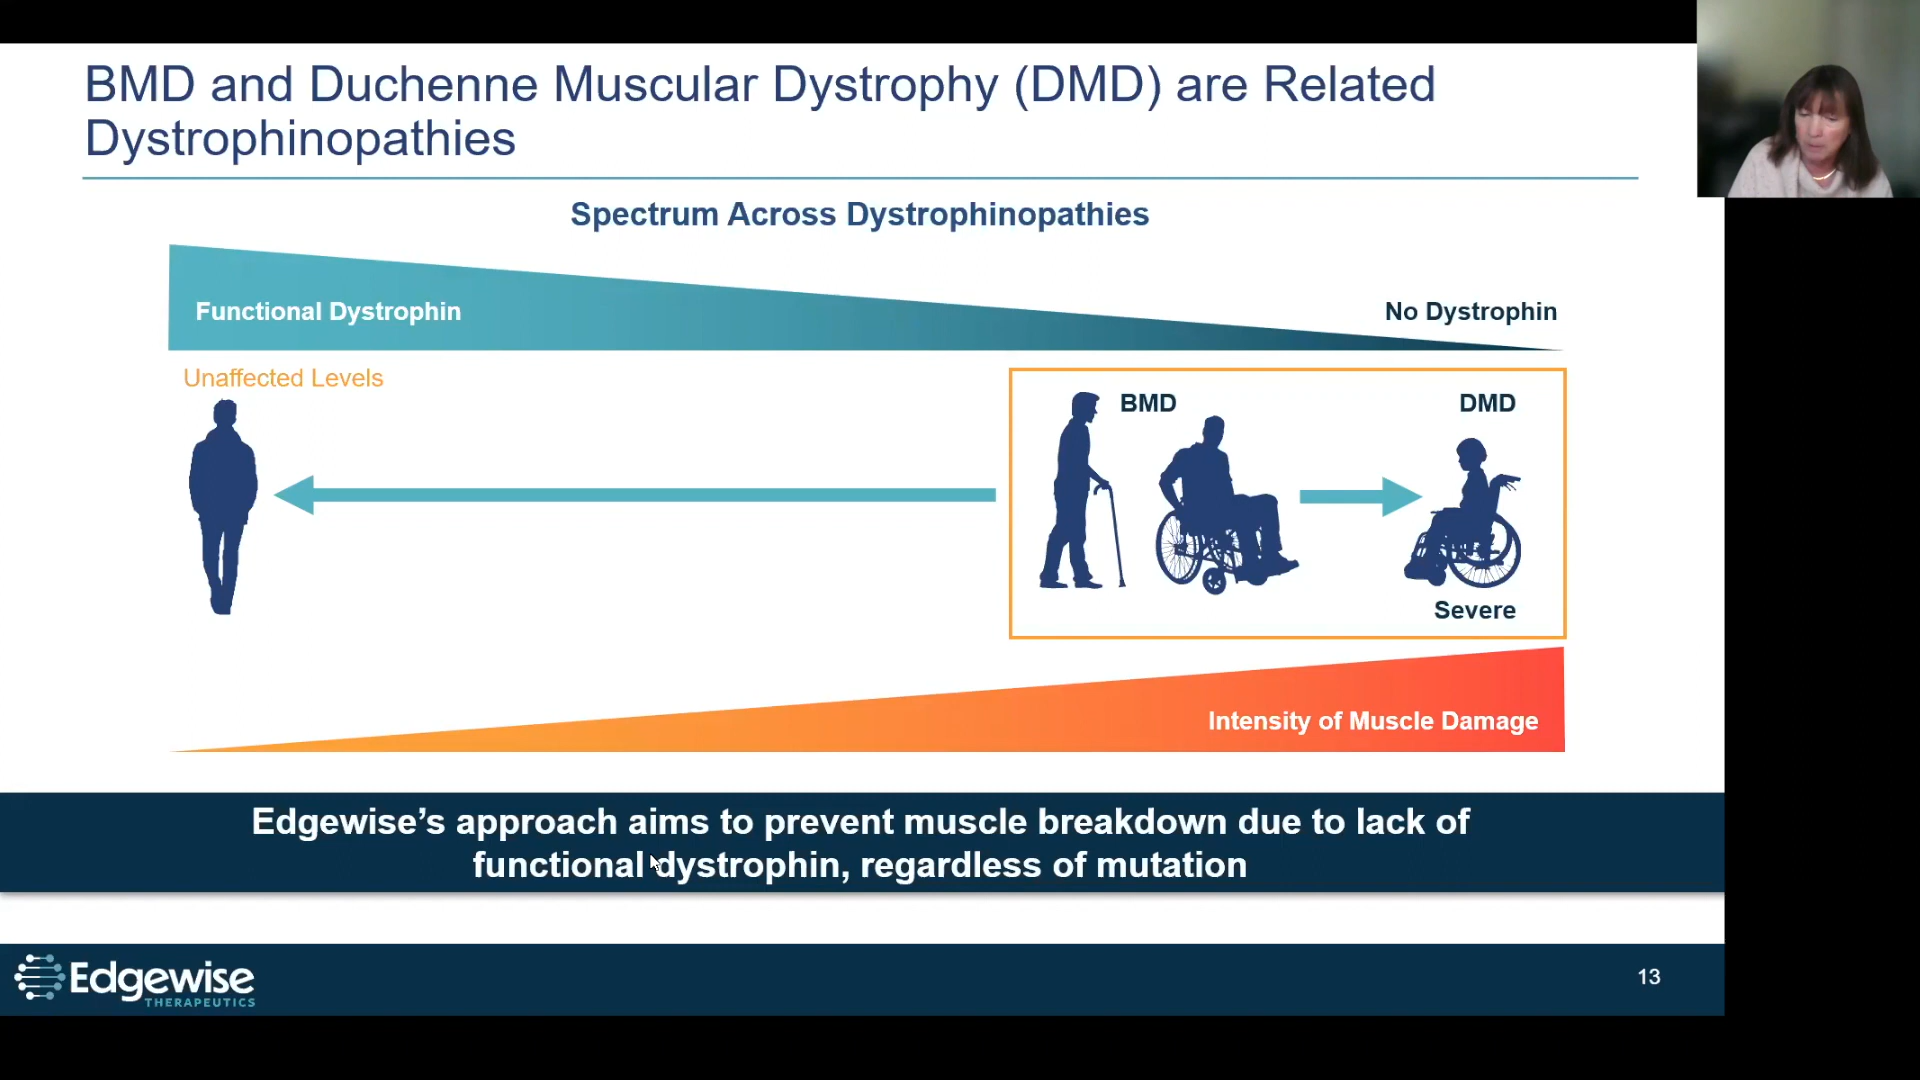 BMD and Duchenne Muscular Dystrophy (DMD) are Related
Dystrophinopathies
Spectrum Across Dystrophinopathies
Functional Dystrophin
No Dystrophin
Unaffected Levels
BMD
DMD
Severe
Intensity of Muscle Damage
Edgewise’s approach aims to prevent muscle breakdown due to lack of
functional dystrophin, regardless of mutation
Edgewise
THERAPEUTICS
13